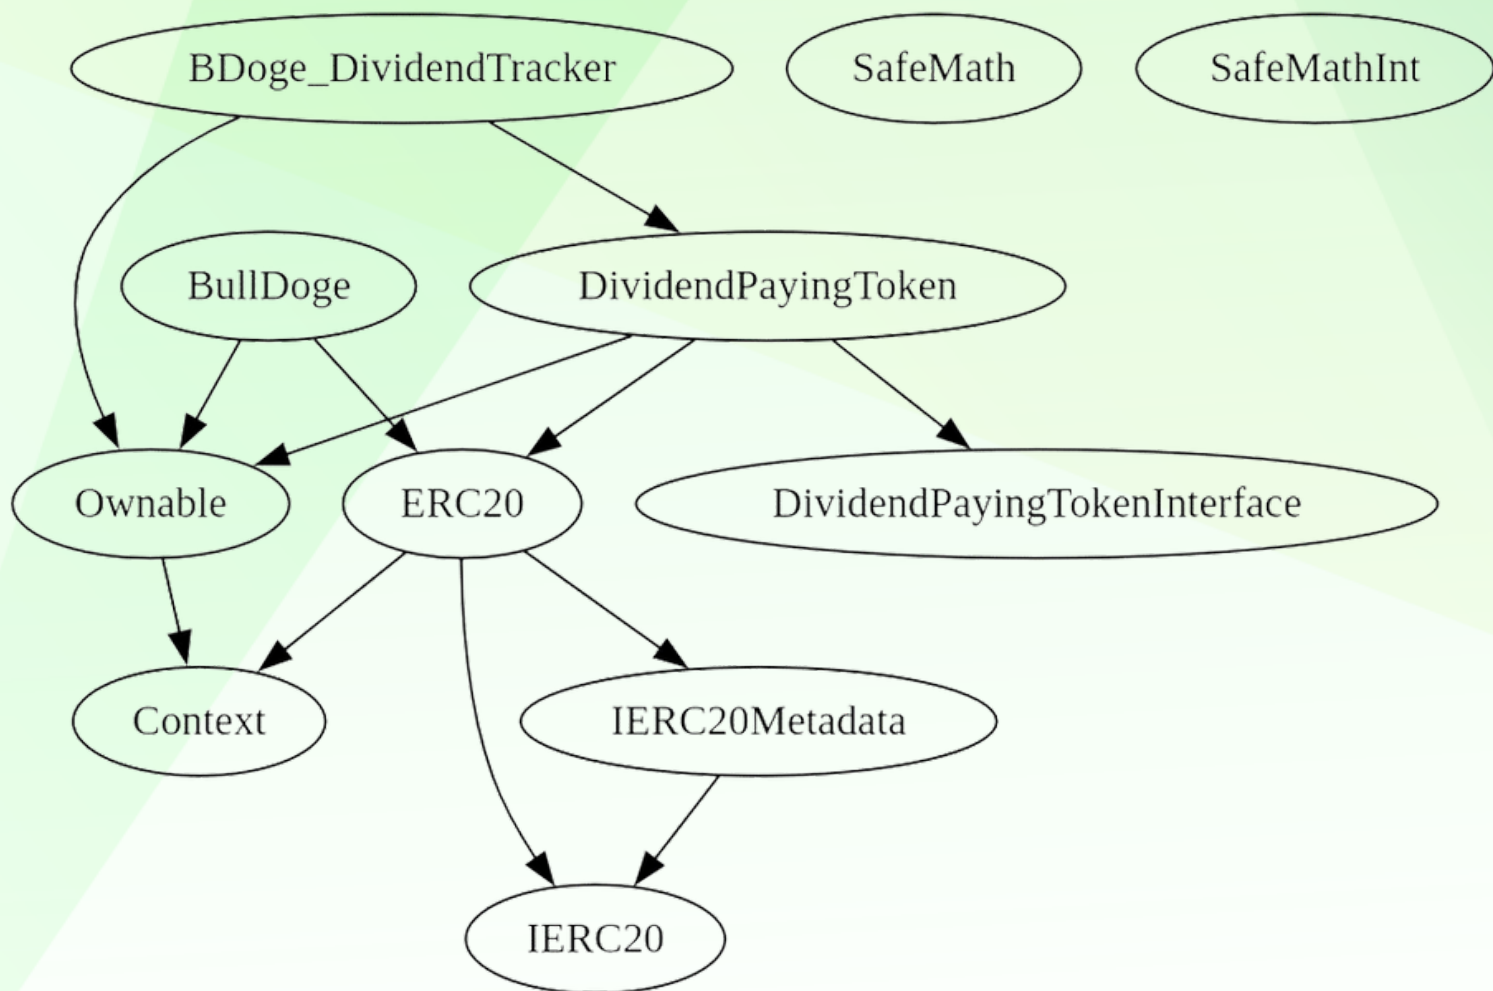 BDoge_DividendTracker
SafeMath
SafeMathInt
BullDoge
DividendPayingToken
Ownable
ERC20
DividendPayingTokenInterface
Context
IERC20Metadata
IERC20